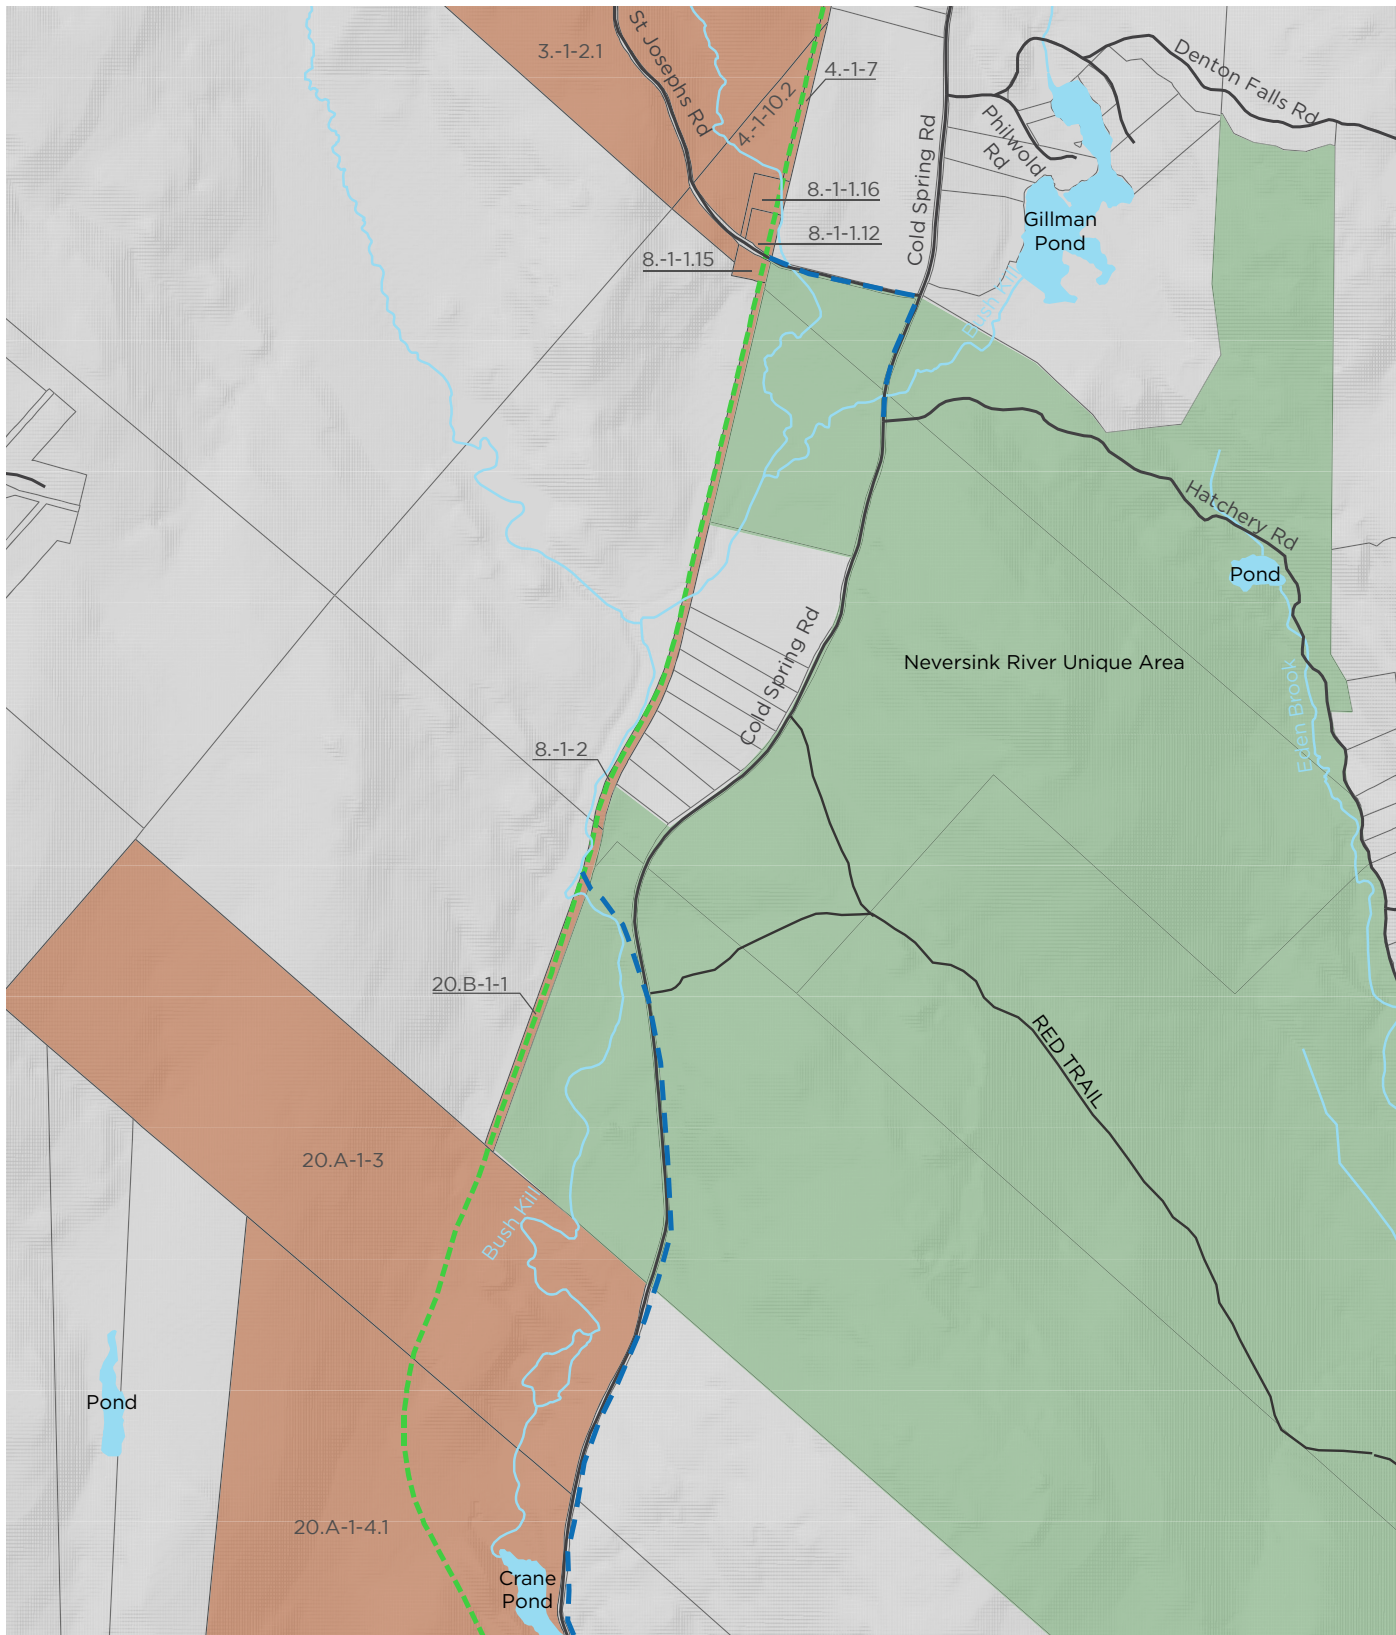 3.-1-2.1
St Josephs Rd
4.-1-10.2
4.-1-7
Denton Falls Rd
Philwold
Rd
Cold Spring Rd
8.-1-1.16
8.-1-1.12
8.-1-1.15
Gillman
Pond
Bush Kill
Hatchery Rd
Pond
Neversink River Unique Area
Cold Spring Rd
Eden Brook
8.-1-2
20.B-1-1
RED TRAIL
20.A-1-3
Bush Kill
Pond
20.A-1-4.1
Crane
Pond